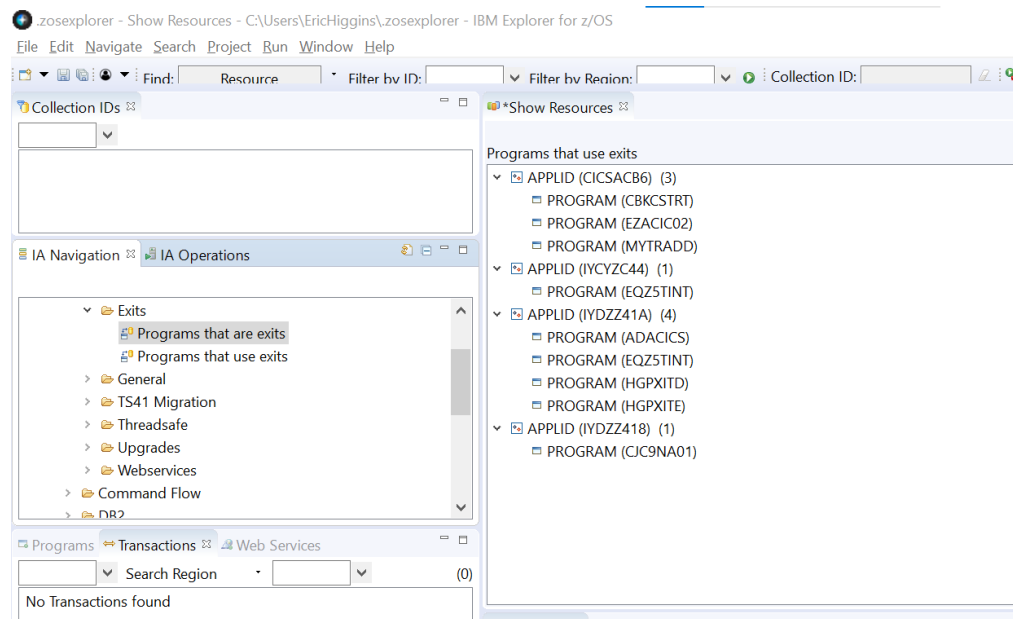 .zosexplorer - Show Resources - C:\Users\EricHiggins\.zosexplorer - IBM Explorer for z/OS
File Edit Navigate Search Project Run Window Help
Find: Resource Filter by ID: Filter by Region: Collection ID:
Collection IDs
IA Navigation IA Operations
Exits
Programs that are exits
Programs that use exits
General
TS41 Migration
Threadsafe
Upgrades
Webservices
Command Flow
DB2
Programs Transactions Web Services
Search Region (0)
No Transactions found
*Show Resources
Programs that use exits
APPLID (CICSACB6) (3)
PROGRAM (CBKCSTRT)
PROGRAM (EZACIC02)
PROGRAM (MYTRADD)
APPLID (IYCYZC44) (1)
PROGRAM (EQZ5TINT)
APPLID (IYDZZ41A) (4)
PROGRAM (ADACICS)
PROGRAM (EQZ5TINT)
PROGRAM (HGPXITD)
PROGRAM (HGPXITE)
APPLID (IYDZZ418) (1)
PROGRAM (CJC9NA01)